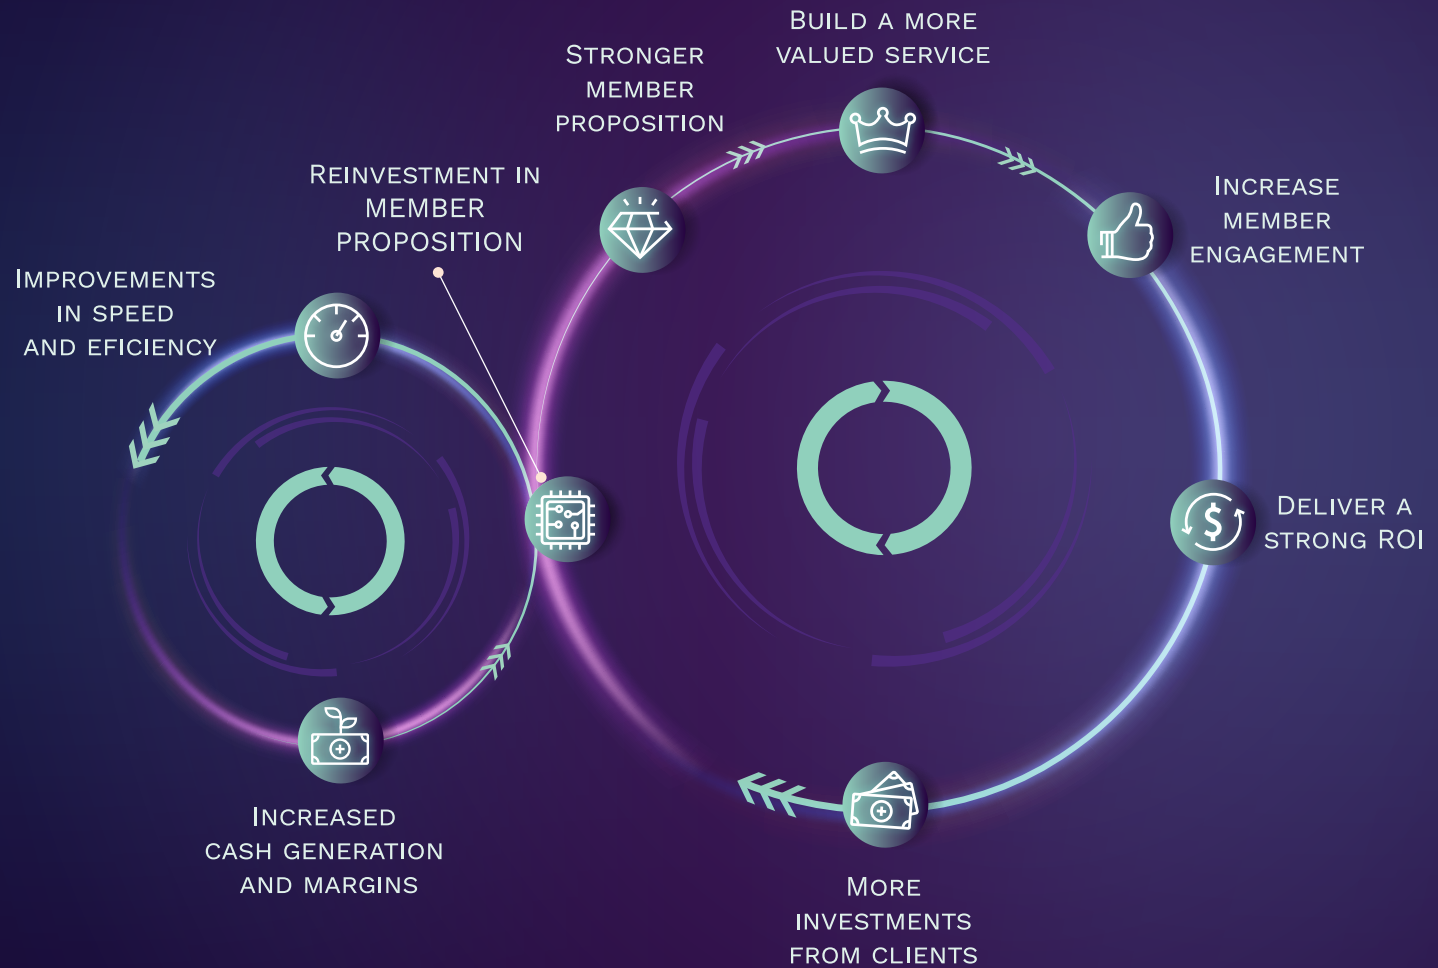 Build a more
valued service
Stronger
member
proposition
Reinvestment in
member
proposition
Increase
member
engagement
Improvements
in speed
and eficiency
Deliver a
strong ROI
Increased
cash generation
and margins
More
investments
from clients